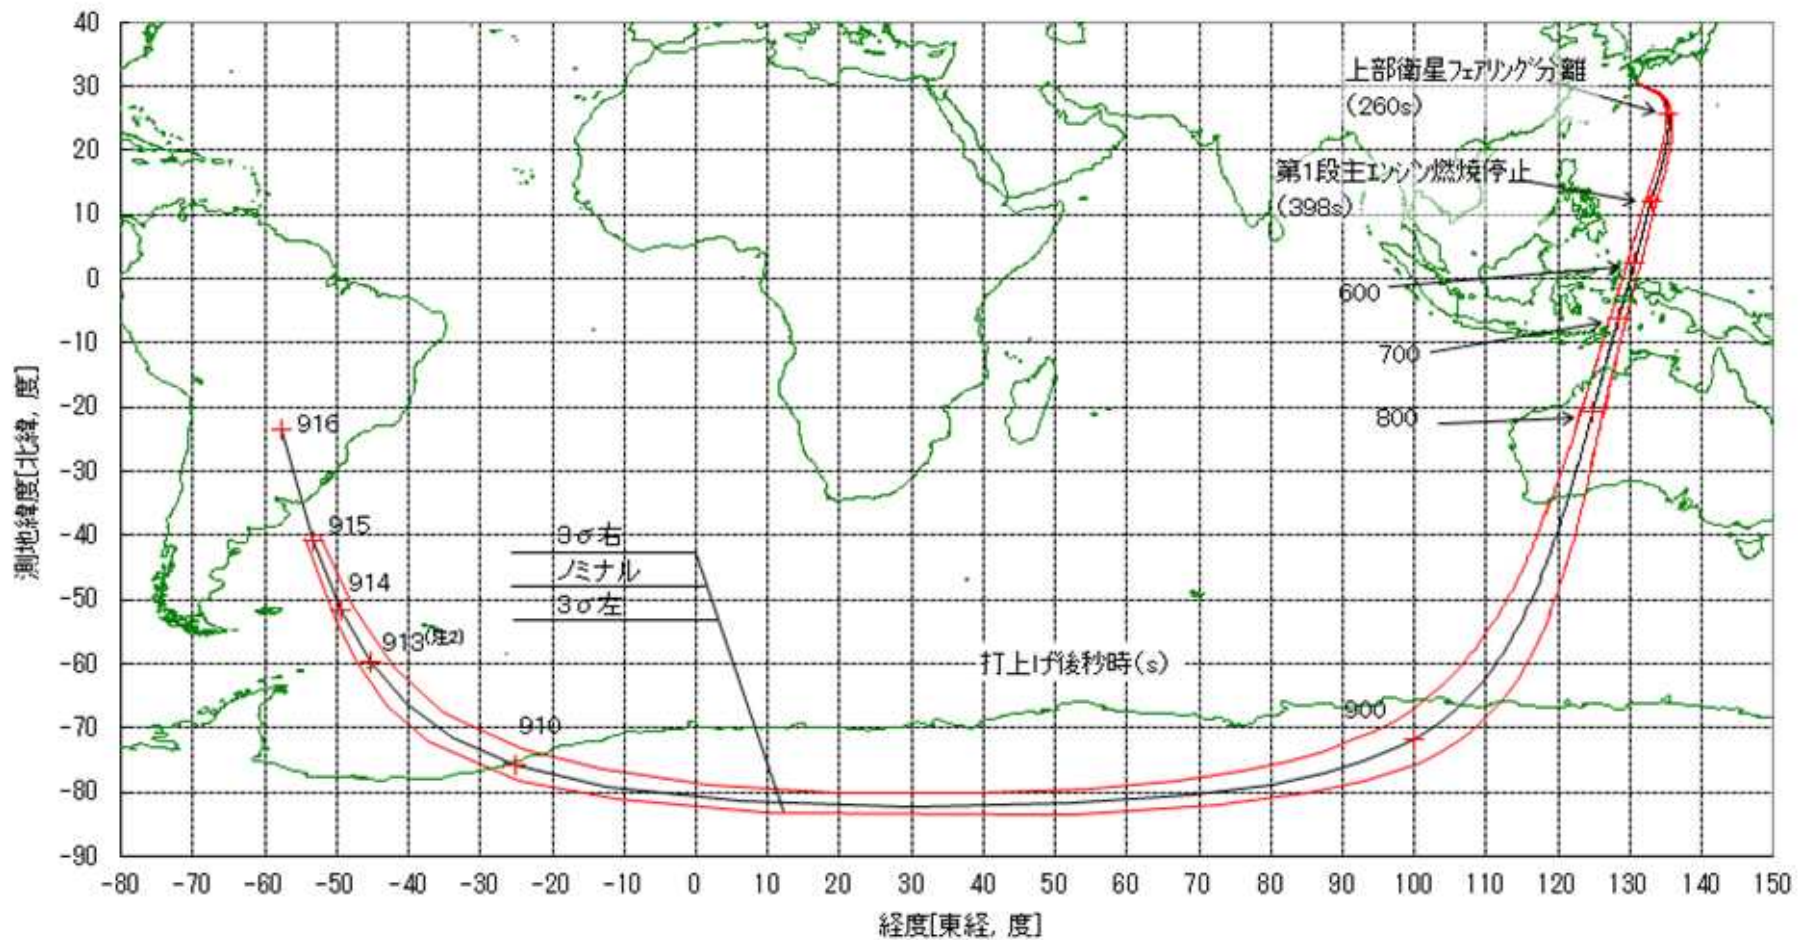 40
30
20
10
0
-10
-20
-30
-40
-50
-60
-70
-80
-90
測地緯度[北緯, 度]
上部衛星フェアリング分離
(260s)
第1段主エンジン燃焼停止
(398s)
600
700
800
916
915
914
913(注2)
910
900
3σ右
ノミナル
3σ左
打上げ後秒時(s)
-80 -70 -60 -50 -40 -30 -20 -10 0 10 20 30 40 50 60 70 80 90 100 110 120 130 140 150
経度[東経, 度]